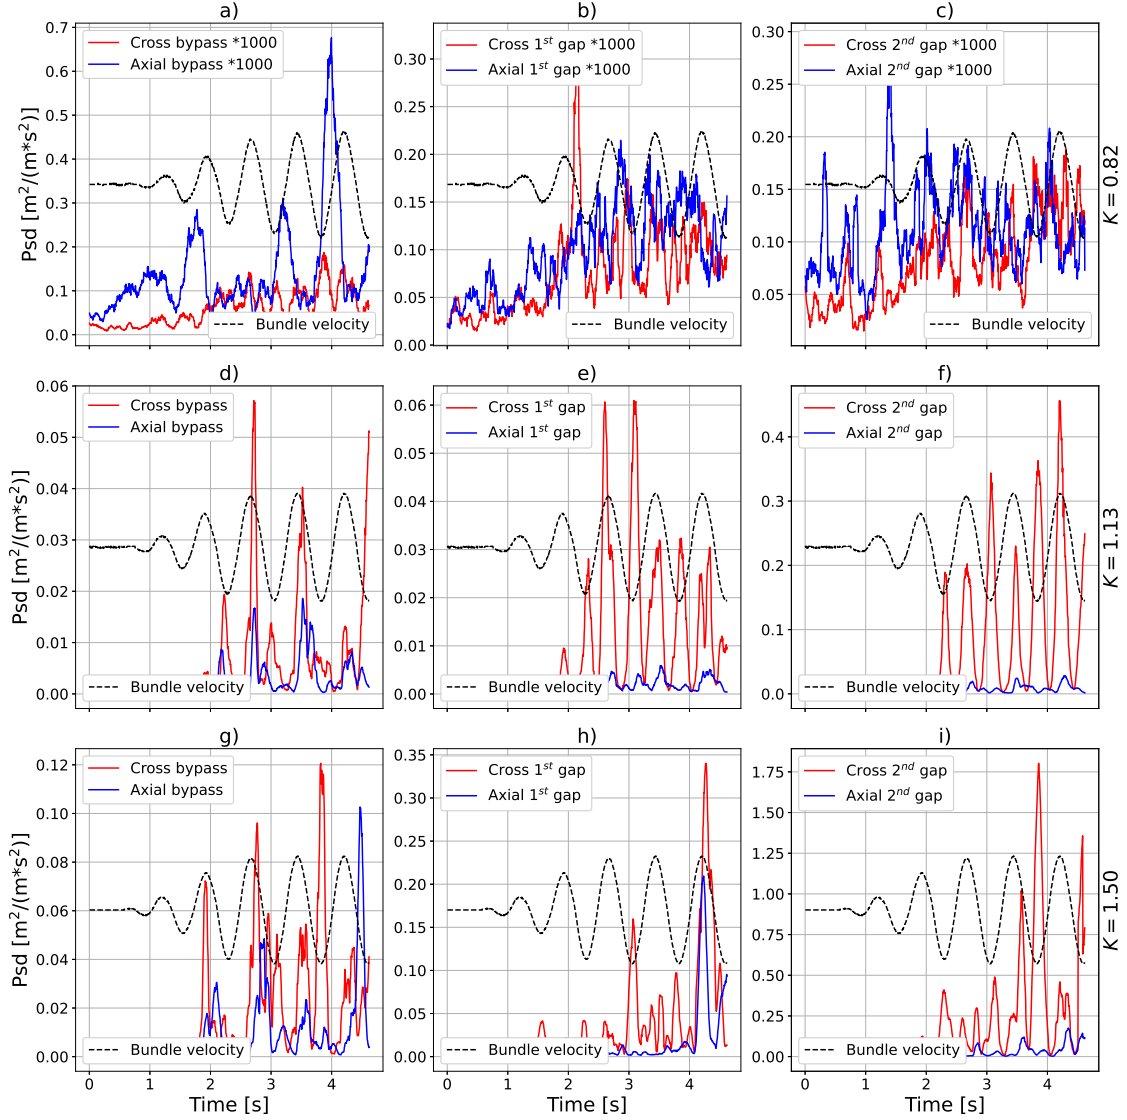 a)
b)
c)
0.7
0.6
0.5
0.4
0.3
0.2
0.1
0.0
Psd [m²/(m*s²)]
Cross bypass *1000
Axial bypass *1000
Bundle velocity
0.30
0.25
0.20
0.15
0.10
0.05
0.00
Cross 1ˢᵗ gap *1000
Axial 1ˢᵗ gap *1000
Bundle velocity
0.30
0.25
0.20
0.15
0.10
0.05
Cross 2ⁿᵈ gap *1000
Axial 2ⁿᵈ gap *1000
Bundle velocity
K = 0.82
d)
e)
f)
0.06
0.05
0.04
0.03
0.02
0.01
0.00
Psd [m²/(m*s²)]
Cross bypass
Axial bypass
Bundle velocity
0.06
0.05
0.04
0.03
0.02
0.01
0.00
Cross 1ˢᵗ gap
Axial 1ˢᵗ gap
Bundle velocity
0.4
0.3
0.2
0.1
0.0
Cross 2ⁿᵈ gap
Axial 2ⁿᵈ gap
Bundle velocity
K = 1.13
g)
h)
i)
0.12
0.10
0.08
0.06
0.04
0.02
0.00
Psd [m²/(m*s²)]
Cross bypass
Axial bypass
Bundle velocity
0 1 2 3 4
Time [s]
0.35
0.30
0.25
0.20
0.15
0.10
0.05
0.00
Cross 1ˢᵗ gap
Axial 1ˢᵗ gap
Bundle velocity
0 1 2 3 4
Time [s]
1.75
1.50
1.25
1.00
0.75
0.50
0.25
0.00
Cross 2ⁿᵈ gap
Axial 2ⁿᵈ gap
Bundle velocity
0 1 2 3 4
Time [s]
K = 1.50